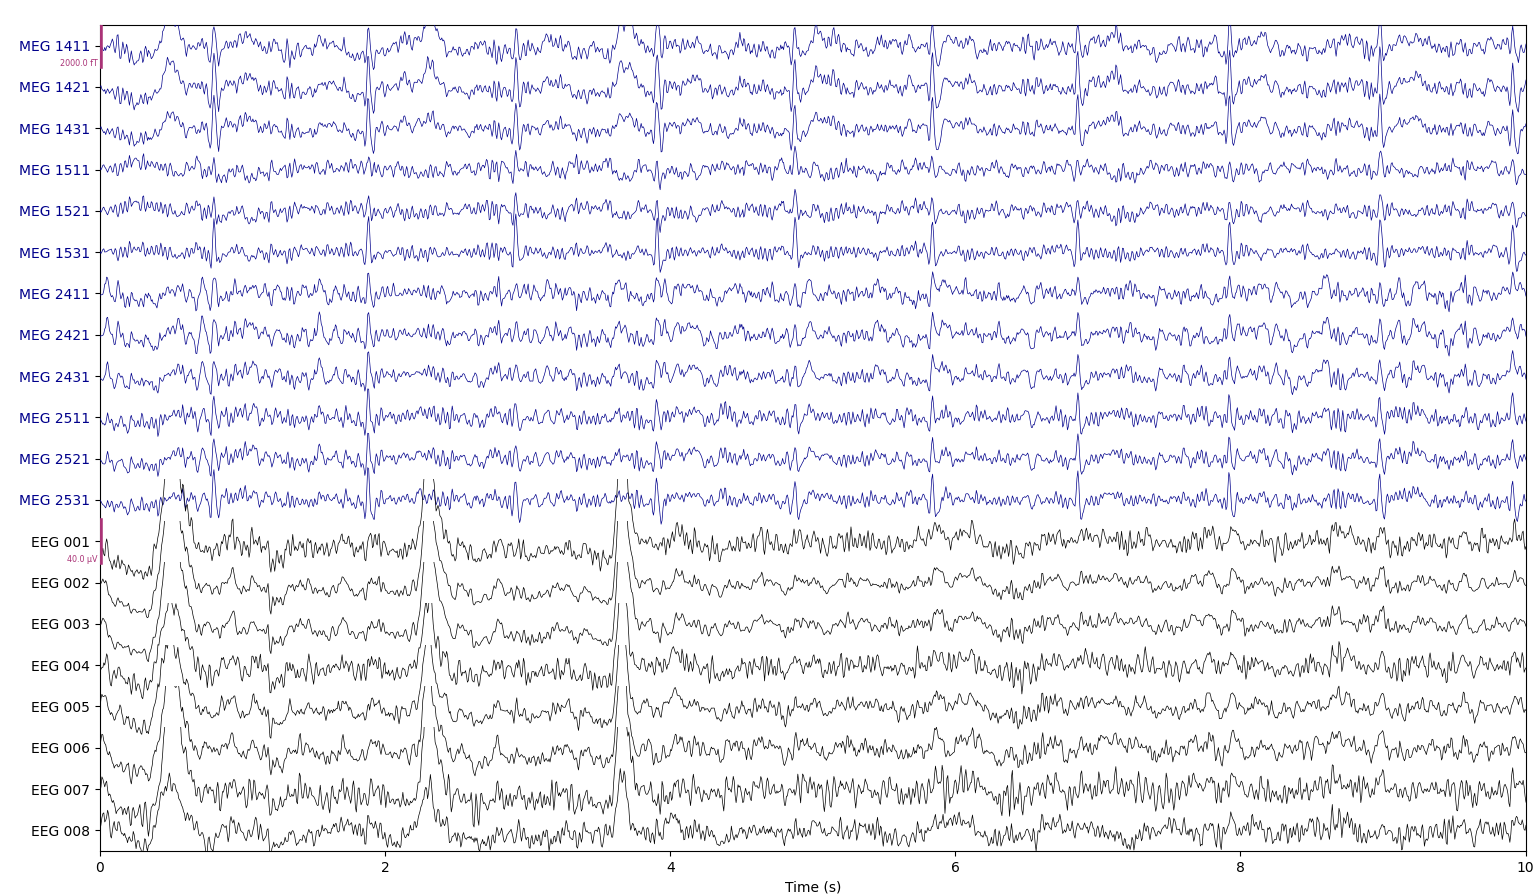 MEG 1411
2000.0 fT
MEG 1421
MEG 1431
MEG 1511
MEG 1521
MEG 1531
MEG 2411
MEG 2421
MEG 2431
MEG 2511
MEG 2521
MEG 2531
EEG 001
40.0 µV
EEG 002
EEG 003
EEG 004
EEG 005
EEG 006
EEG 007
EEG 008
0 2 4 6 8 10
Time (s)